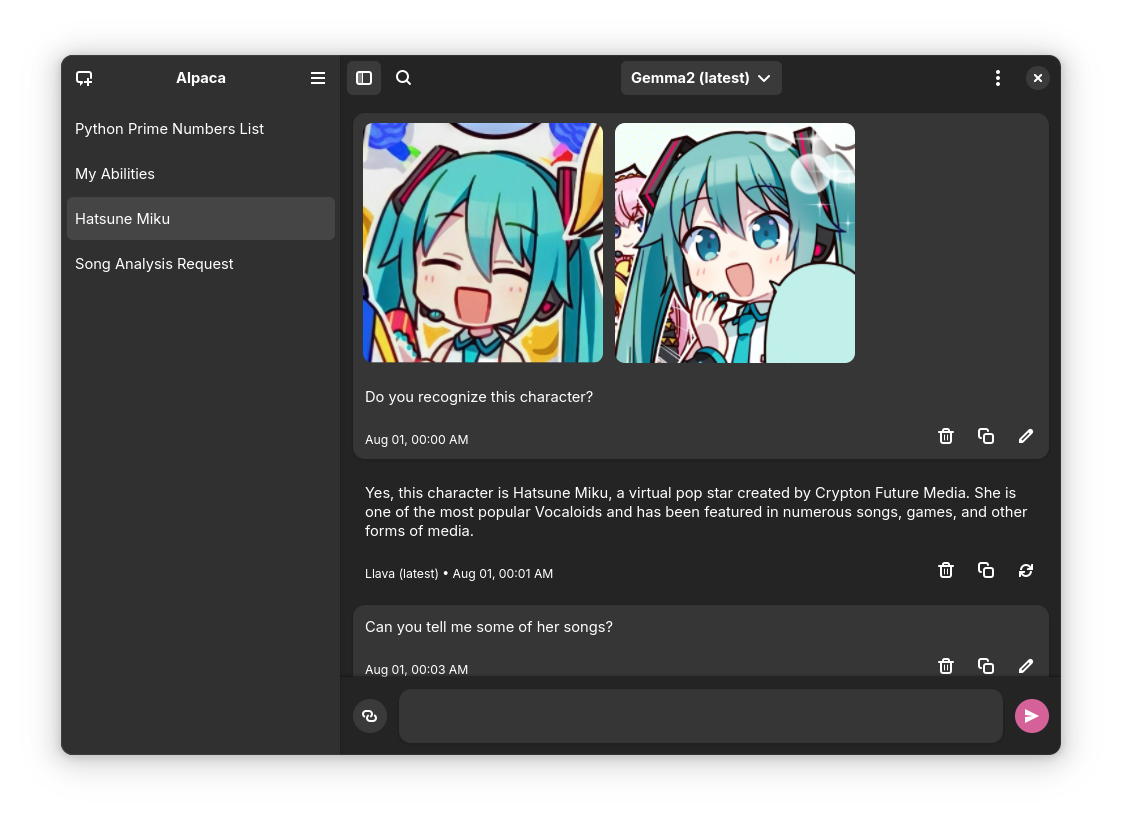 Alpaca
Python Prime Numbers List
My Abilities
Hatsune Miku
Song Analysis Request
Gemma2 (latest)
Do you recognize this character?
Aug 01, 00:00 AM
Yes, this character is Hatsune Miku, a virtual pop star created by Crypton Future Media. She is
one of the most popular Vocaloids and has been featured in numerous songs, games, and other
forms of media.
Llava (latest) • Aug 01, 00:01 AM
Can you tell me some of her songs?
Aug 01, 00:03 AM